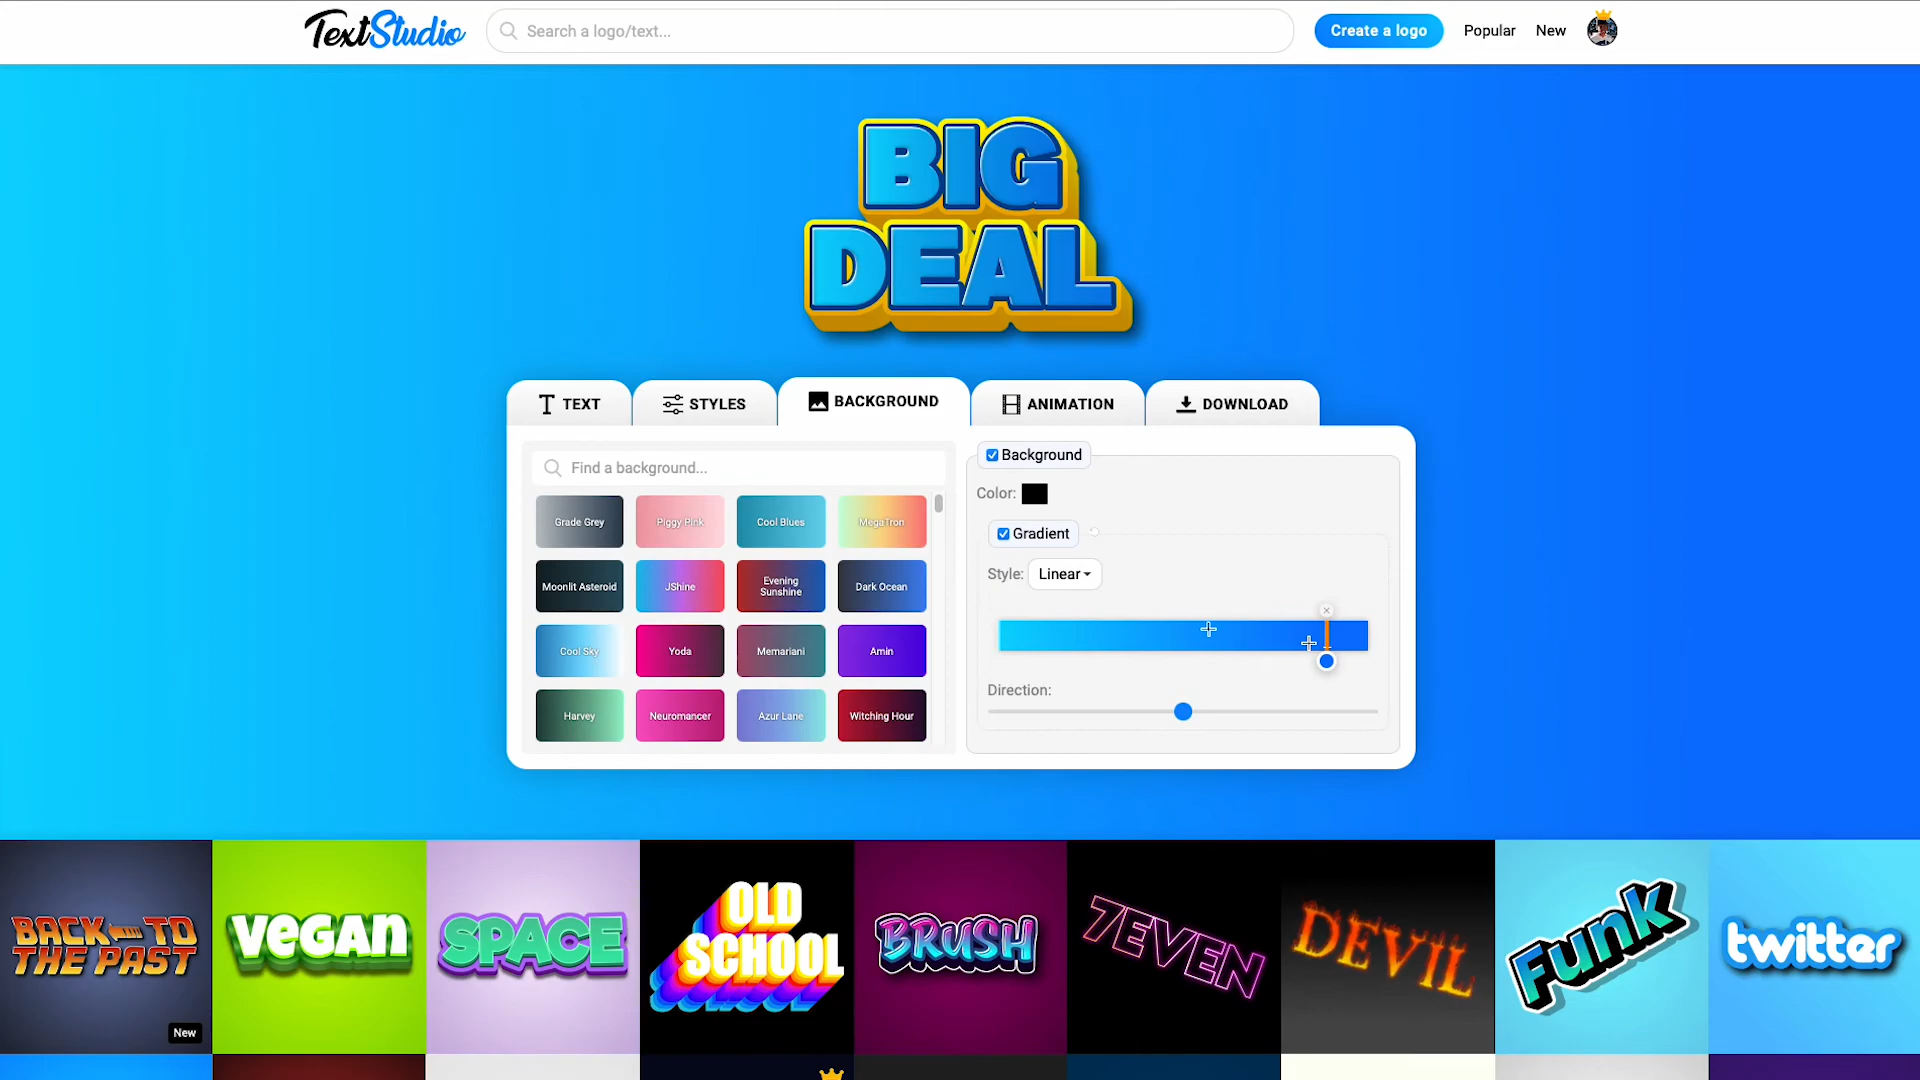 TextStudio
Search a logo/text...
Create a logo
Popular
New
BIG
DEAL
TEXT
STYLES
BACKGROUND
ANIMATION
DOWNLOAD
Find a background...
Grade Grey
Piggy Pink
Cool Blues
MegaTron
Moonlit Asteroid
JShine
Evening
Sunshine
Dark Ocean
Cool Sky
Yoda
Memariani
Amin
Harvey
Neuromancer
Azur Lane
Witching Hour
Background
Color:
Gradient
Style:
Linear
Direction:
BACK TO
THE PAST
New
vegan
SPACE
OLD
SCHOOL
BRUSH
7EVEN
DEVIL
Funk
twitter